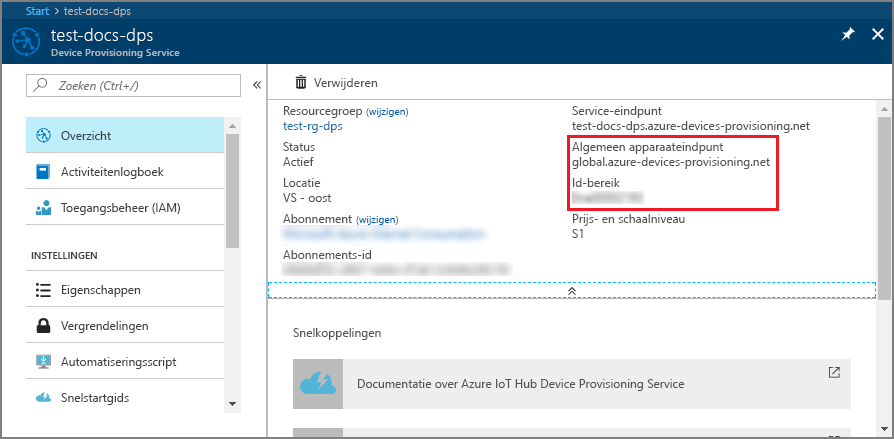 Start > test-docs-dps
test-docs-dps
Device Provisioning Service
Zoeken (Ctrl+/)
Overzicht
Activiteitenlogboek
Toegangsbeheer (IAM)
INSTELLINGEN
Eigenschappen
Vergrendelingen
Automatiseringsscript
Snelstartgids
Verwijderen
Resourcegroep (wijzigen)
test-rg-dps
Status
Actief
Locatie
VS - oost
Abonnement (wijzigen)
Abonnements-id
Service-eindpunt
test-docs-dps.azure-devices-provisioning.net
Algemeen apparaateindpunt
global.azure-devices-provisioning.net
Id-bereik
Prijs- en schaalniveau
S1
Snelkoppelingen
Documentatie over Azure IoT Hub Device Provisioning Service